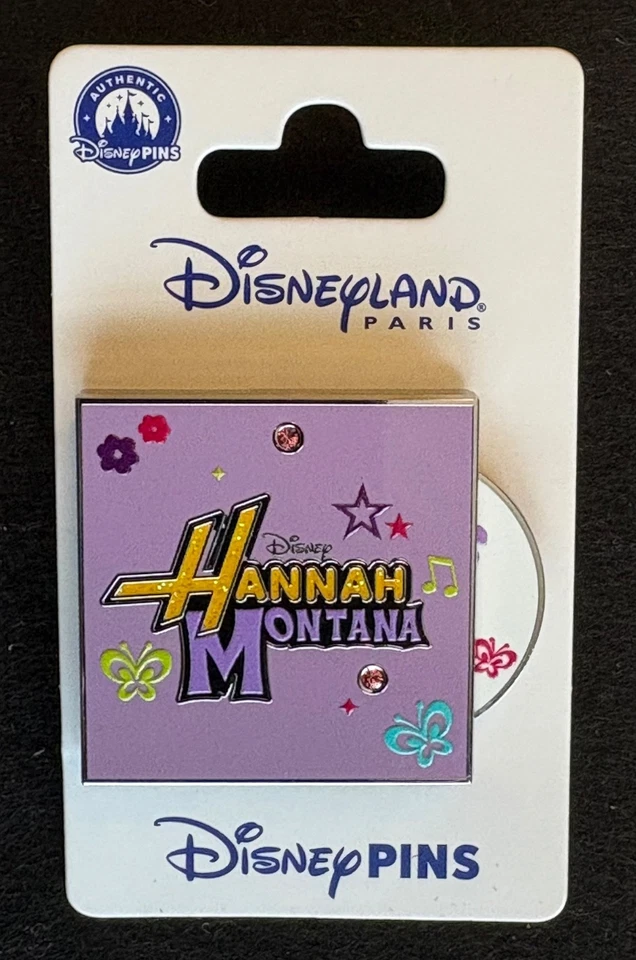 AUTHENTIC
Disney PINS
Disneyland®
PARIS
Disney
HANNAH
MONTANA
Disney PINS